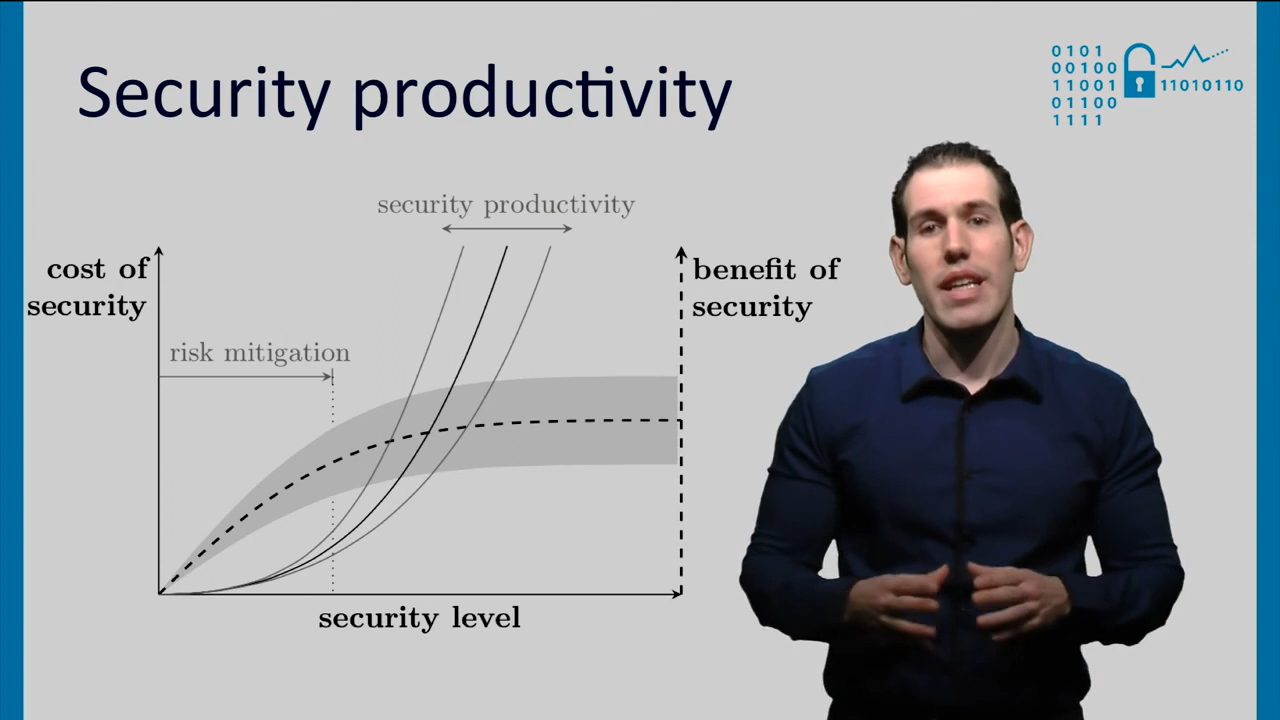 Security productivity
0101
00100
11001
01100
1111
11010110
security productivity
cost of
security
benefit of
security
risk mitigation
security level